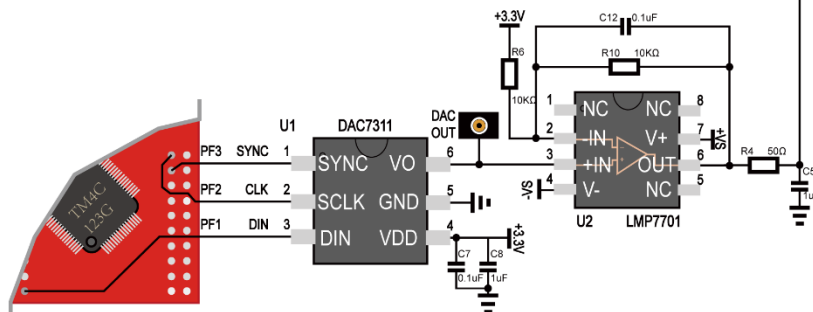 +3.3V
C12 0.1uF
R6
R10 10KΩ
10KΩ
DAC
OUT
U1 DAC7311
1 NC NC 8
PF3 SYNC 1 SYNC VO 6
2 -IN V+ 7 +VS
3 +IN OUT 6 R4 50Ω
PF2 CLK 2 SCLK GND 5
-VS 4 V- NC 5
C5
1u
TM4C
123G
PF1 DIN 3 DIN VDD 4
+3.3V
U2 LMP7701
C7 C8
0.1uF 1uF